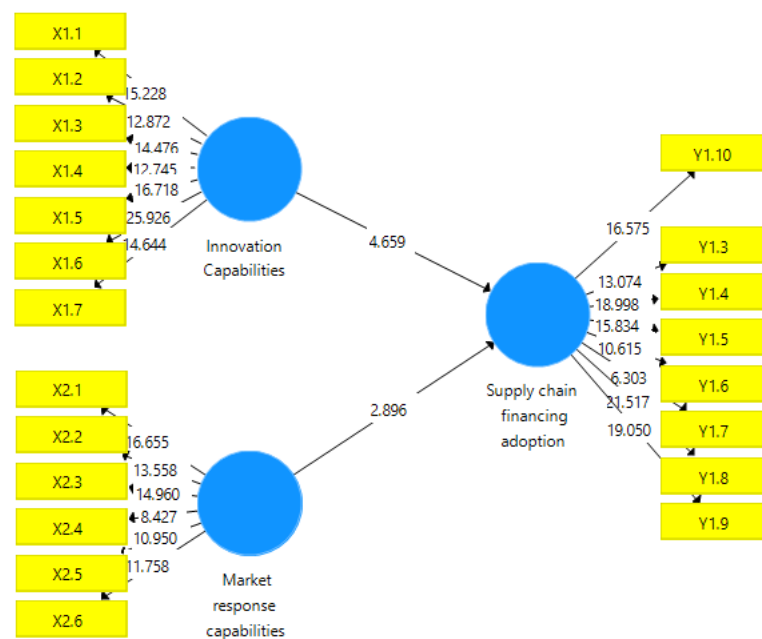 X1.1
X1.2
X1.3
X1.4
X1.5
X1.6
X1.7
15.228
12.872
14.476
12.745
16.718
25.926
14.644
Innovation
Capabilities
4.659
X2.1
X2.2
X2.3
X2.4
X2.5
X2.6
16.655
13.558
14.960
8.427
10.950
11.758
Market
response
capabilities
2.896
Supply chain
financing
adoption
16.575
13.074
18.998
15.834
10.615
6.303
21.517
19.050
Y1.10
Y1.3
Y1.4
Y1.5
Y1.6
Y1.7
Y1.8
Y1.9